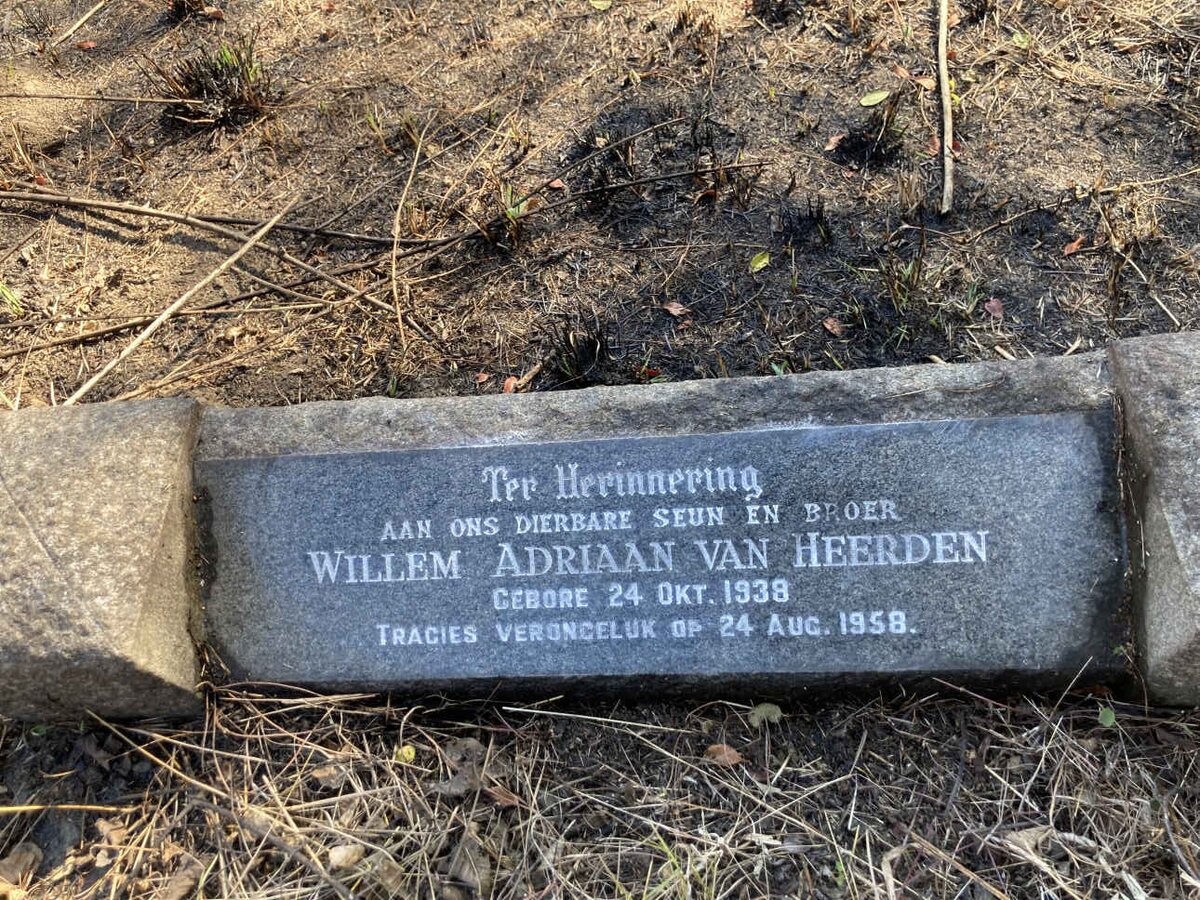 Ter Herinnering
AAN ONS DIERBARE SEUN EN BROER
WILLEM ADRIAAN VAN HEERDEN
GEBORE 24 OKT. 1938
TRAGIES VERONGELUK OP 24 AUG. 1958.